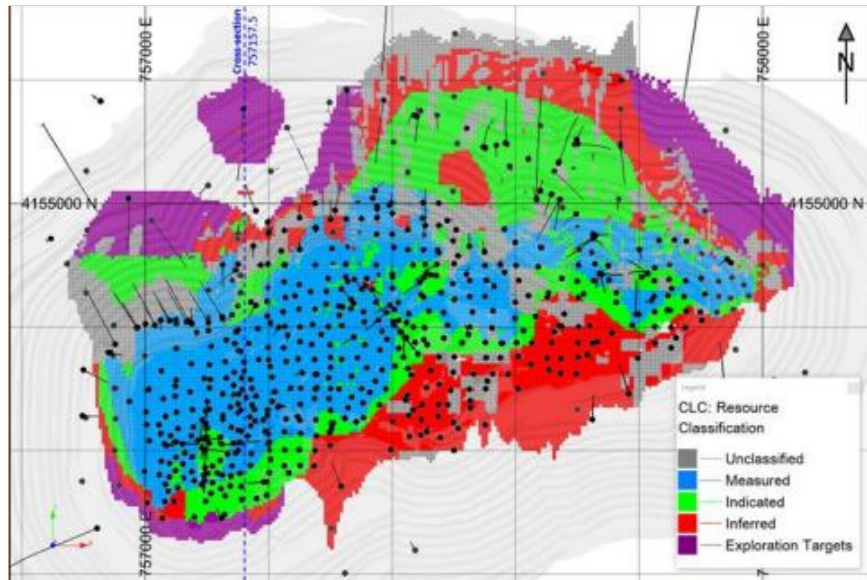 757000 E
Cross-section
757157.5
758000 E
N
4155000 N
4155000 N
Legend
CLC: Resource
Classification
Unclassified
Measured
Indicated
Inferred
Exploration Targets
757000 E